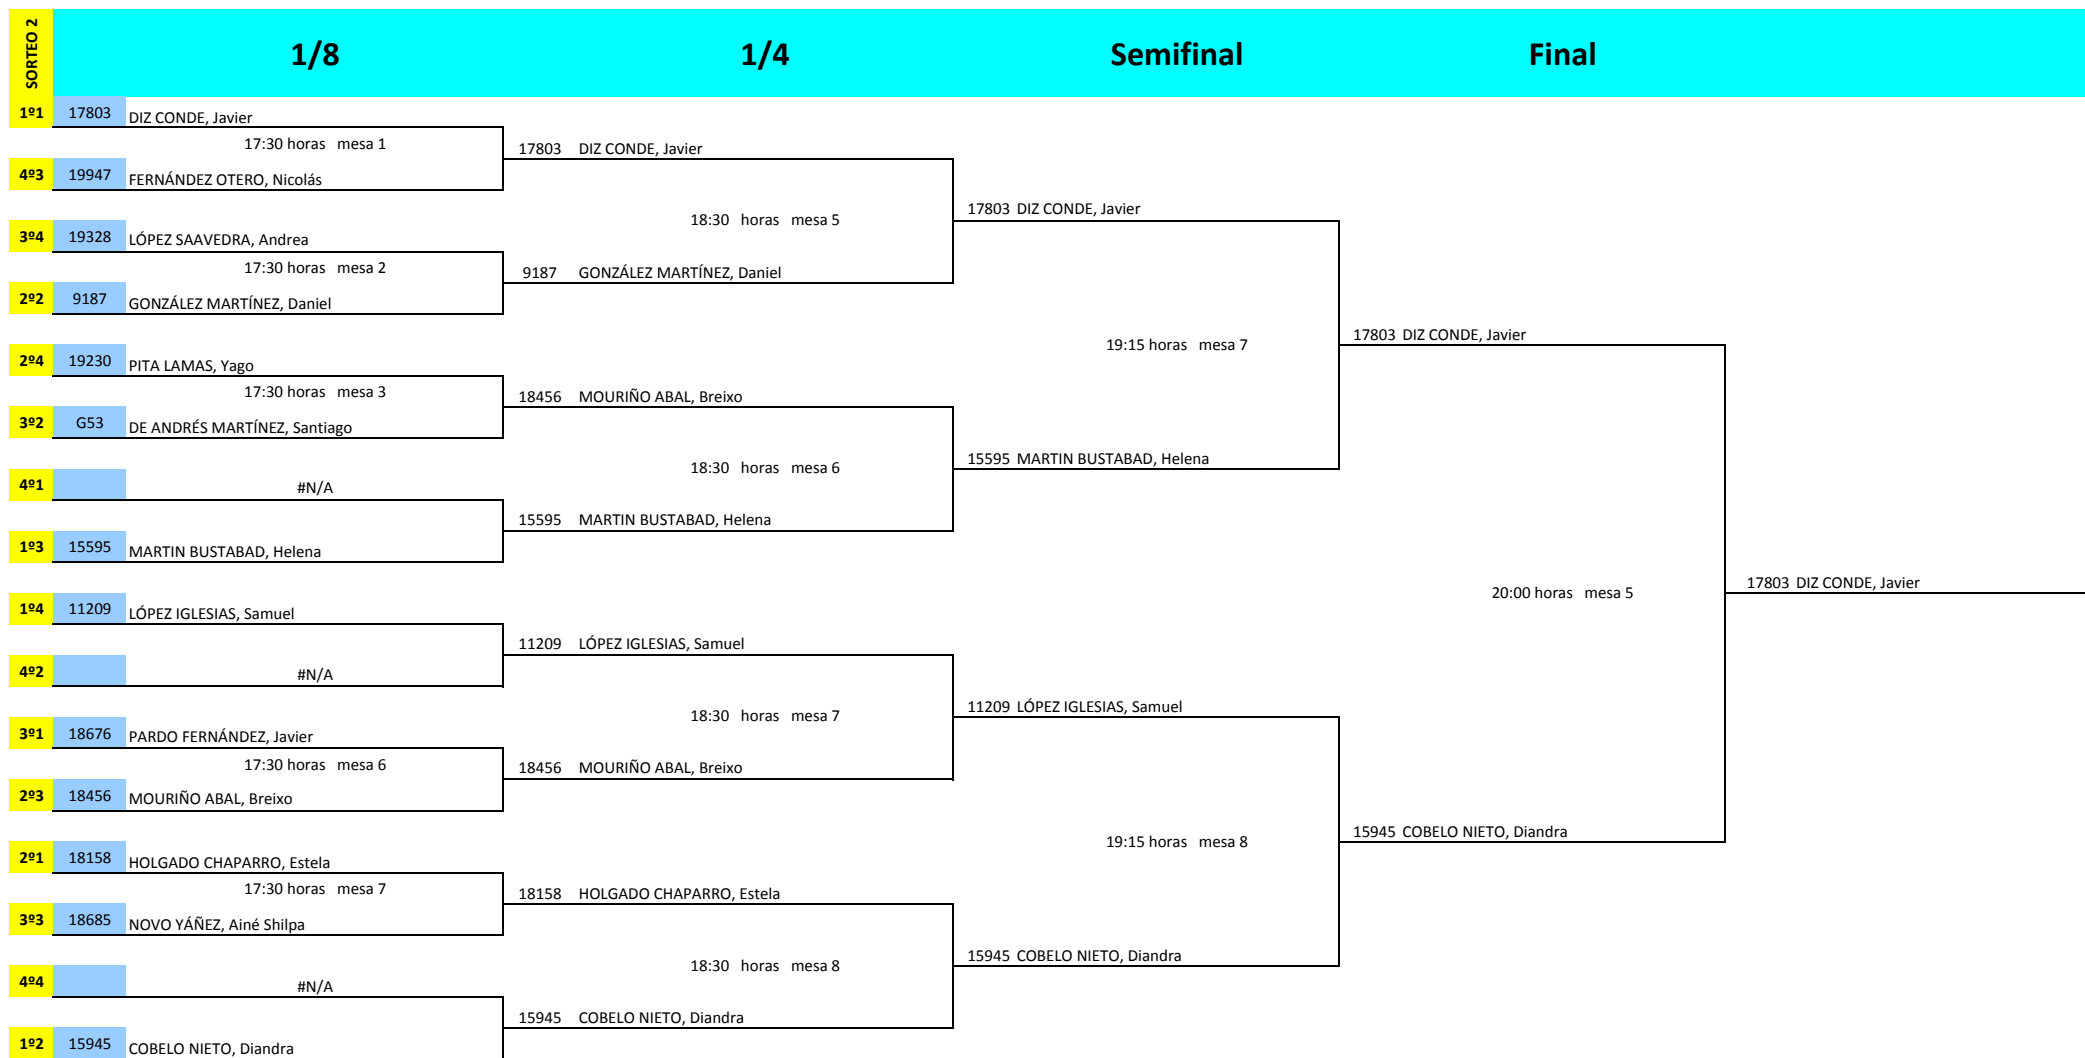 SORTEO 2
1/8 1/4 Semifinal Final
1º1 17803 DIZ CONDE, Javier
17:30 horas mesa 1
17803 DIZ CONDE, Javier
4º3 19947 FERNÁNDEZ OTERO, Nicolás
17803 DIZ CONDE, Javier
18:30 horas mesa 5
3º4 19328 LÓPEZ SAAVEDRA, Andrea
17:30 horas mesa 2
9187 GONZÁLEZ MARTÍNEZ, Daniel
2º2 9187 GONZÁLEZ MARTÍNEZ, Daniel
17803 DIZ CONDE, Javier
19:15 horas mesa 7
2º4 19230 PITA LAMAS, Yago
17:30 horas mesa 3
18456 MOURIÑO ABAL, Breixo
3º2 G53 DE ANDRÉS MARTÍNEZ, Santiago
15595 MARTIN BUSTABAD, Helena
18:30 horas mesa 6
4º1 #N/A
15595 MARTIN BUSTABAD, Helena
1º3 15595 MARTIN BUSTABAD, Helena
17803 DIZ CONDE, Javier
20:00 horas mesa 5
1º4 11209 LÓPEZ IGLESIAS, Samuel
11209 LÓPEZ IGLESIAS, Samuel
4º2 #N/A
11209 LÓPEZ IGLESIAS, Samuel
18:30 horas mesa 7
3º1 18676 PARDO FERNÁNDEZ, Javier
17:30 horas mesa 6
18456 MOURIÑO ABAL, Breixo
2º3 18456 MOURIÑO ABAL, Breixo
15945 COBELO NIETO, Diandra
19:15 horas mesa 8
2º1 18158 HOLGADO CHAPARRO, Estela
17:30 horas mesa 7
18158 HOLGADO CHAPARRO, Estela
3º3 18685 NOVO YÁÑEZ, Ainé Shilpa
15945 COBELO NIETO, Diandra
18:30 horas mesa 8
4º4 #N/A
15945 COBELO NIETO, Diandra
1º2 15945 COBELO NIETO, Diandra